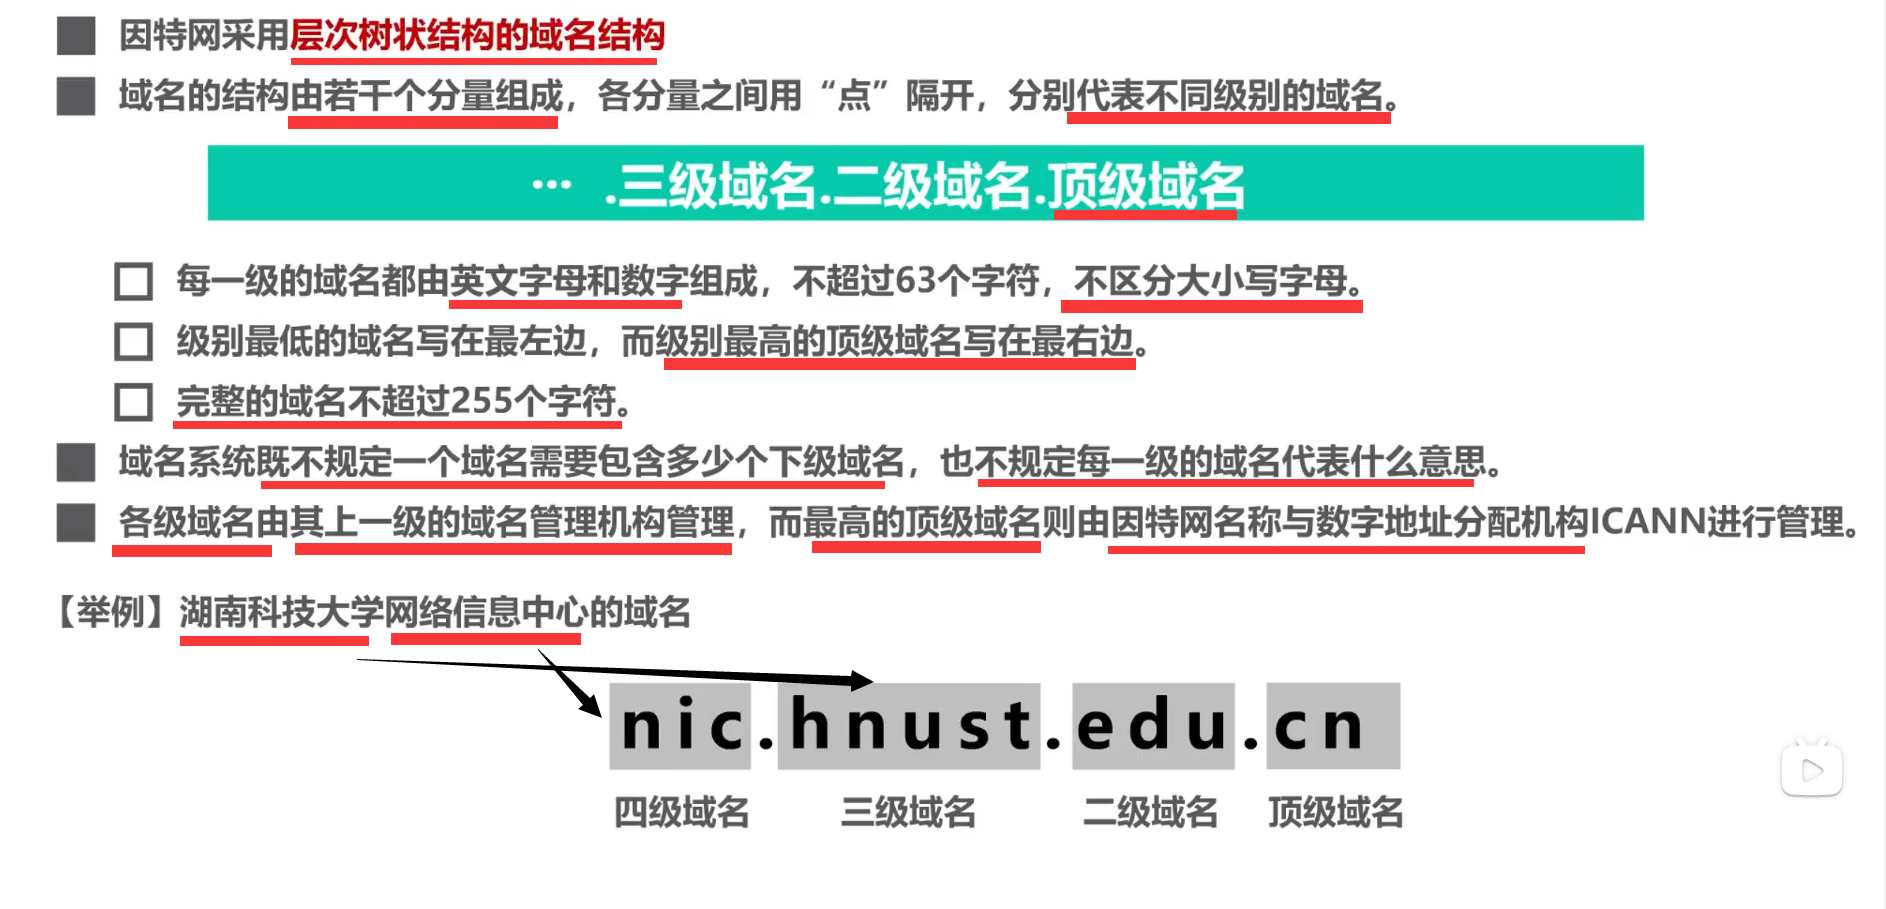 因特网采用层次树状结构的域名结构
域名的结构由若干个分量组成，各分量之间用“点”隔开，分别代表不同级别的域名。
… .三级域名.二级域名.顶级域名
每一级的域名都由英文字母和数字组成，不超过63个字符，不区分大小写字母。
级别最低的域名写在最左边，而级别最高的顶级域名写在最右边。
完整的域名不超过255个字符。
域名系统既不规定一个域名需要包含多少个下级域名，也不规定每一级的域名代表什么意思。
各级域名由其上一级的域名管理机构管理，而最高的顶级域名则由因特网名称与数字地址分配机构ICANN进行管理。
【举例】湖南科技大学网络信息中心的域名
nic.hnust.edu.cn
四级域名 三级域名 二级域名 顶级域名